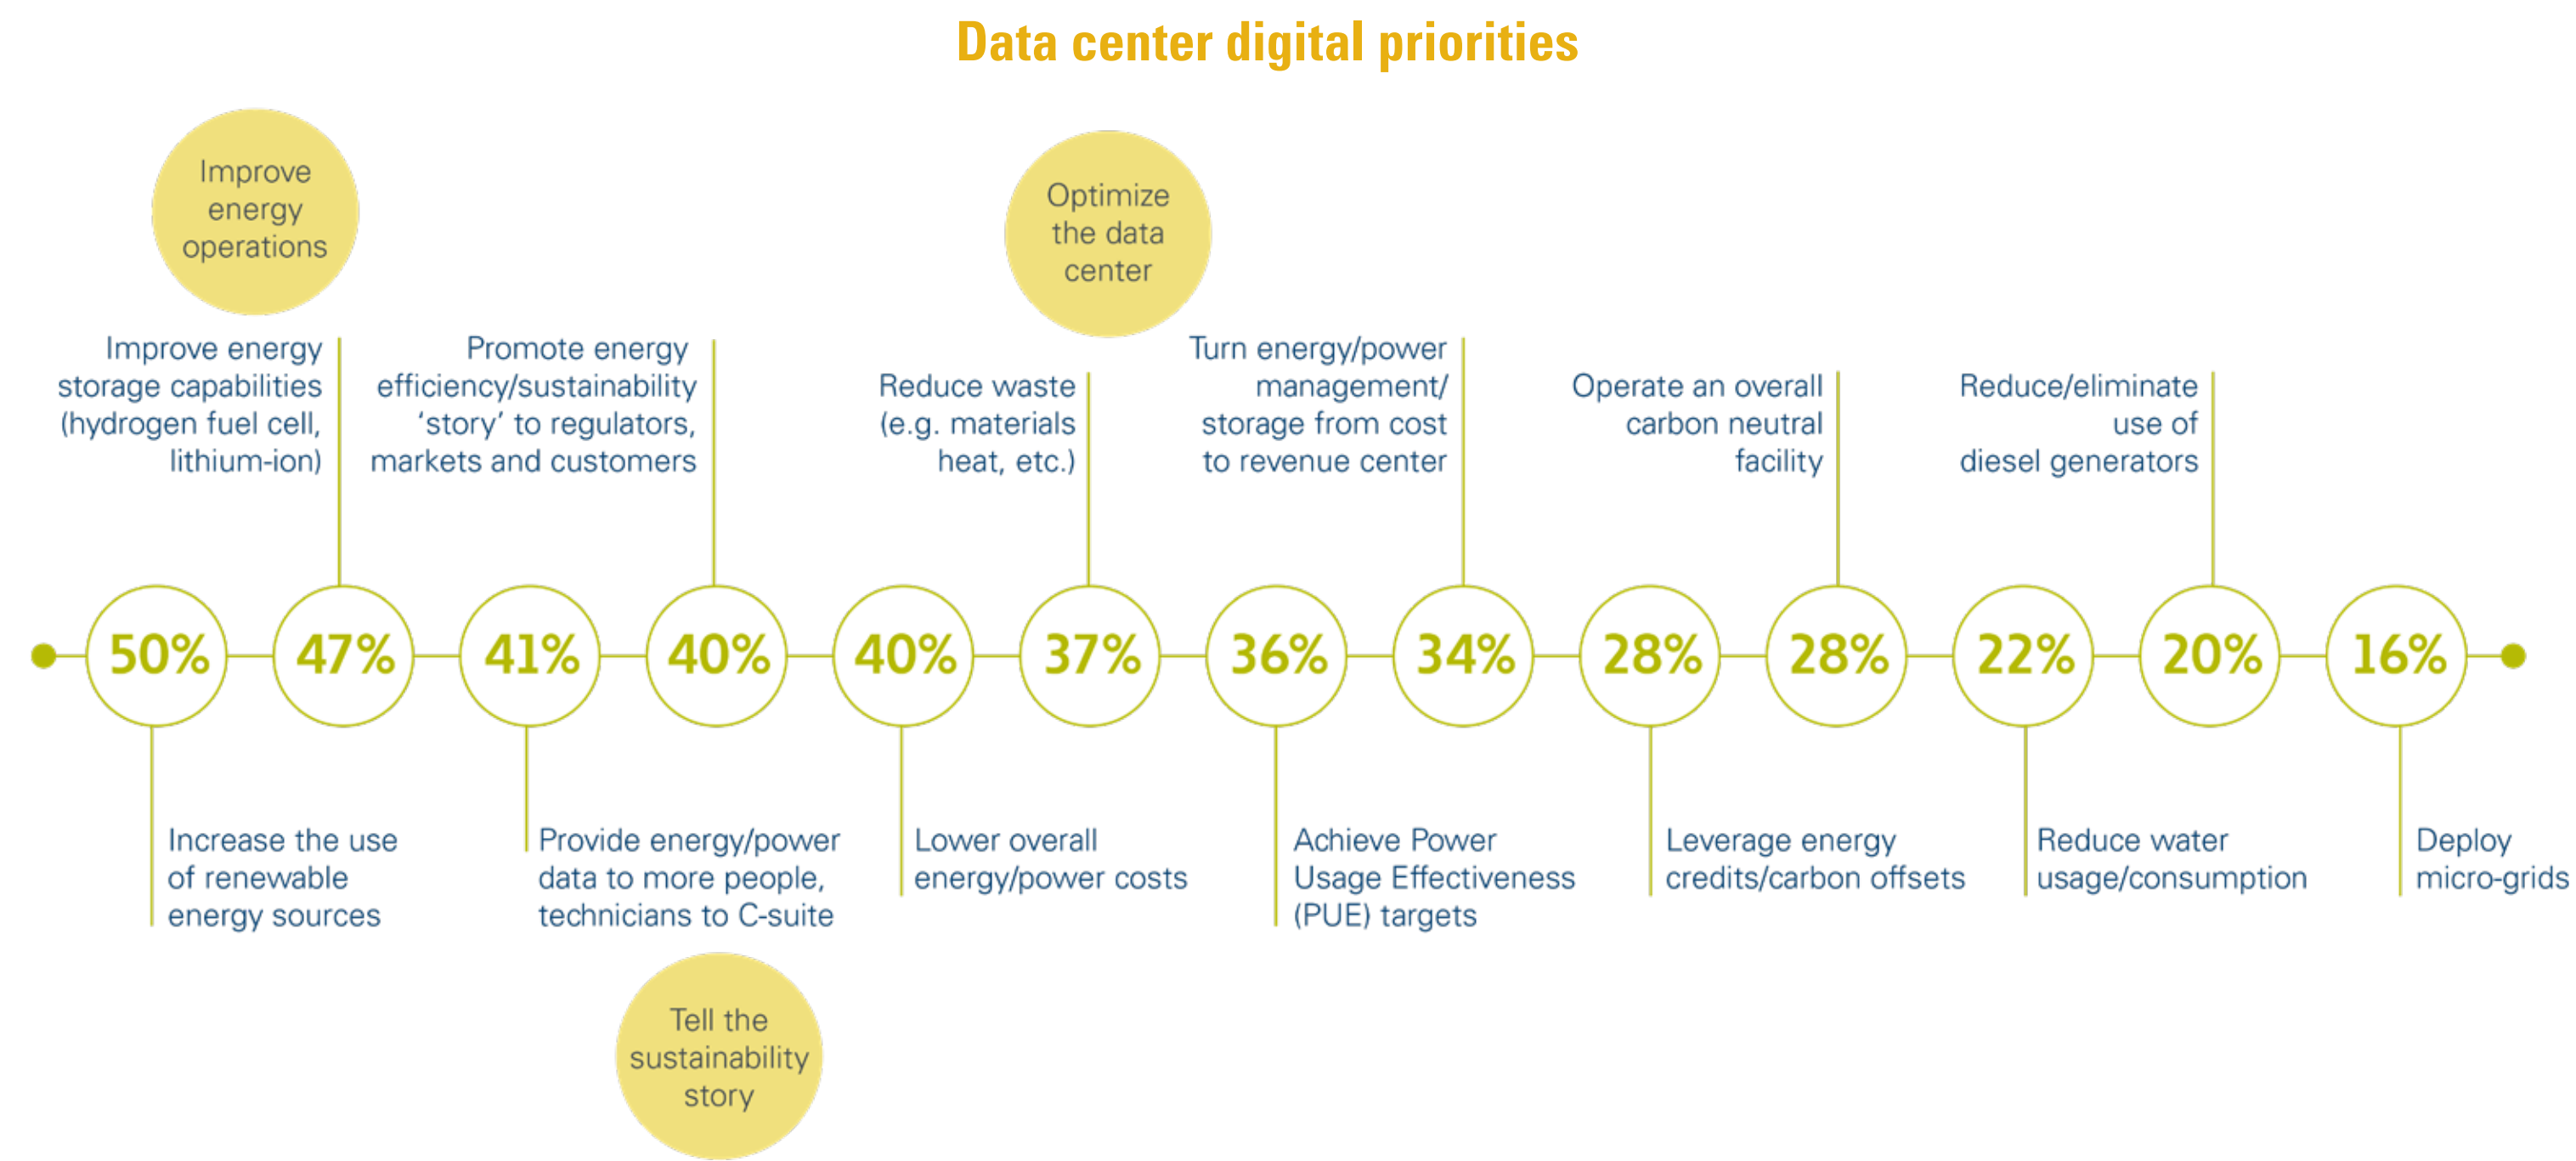 Data center digital priorities
Improve
energy
operations
Optimize
the data
center
Improve energy
storage capabilities
(hydrogen fuel cell,
lithium-ion)
Promote energy
efficiency/sustainability
‘story’ to regulators,
markets and customers
Reduce waste
(e.g. materials
heat, etc.)
Turn energy/power
management/
storage from cost
to revenue center
Operate an overall
carbon neutral
facility
Reduce/eliminate
use of
diesel generators
50% 47% 41% 40% 40% 37% 36% 34% 28% 28% 22% 20% 16%
Increase the use
of renewable
energy sources
Provide energy/power
data to more people,
technicians to C-suite
Lower overall
energy/power costs
Achieve Power
Usage Effectiveness
(PUE) targets
Leverage energy
credits/carbon offsets
Reduce water
usage/consumption
Deploy
micro-grids
Tell the
sustainability
story